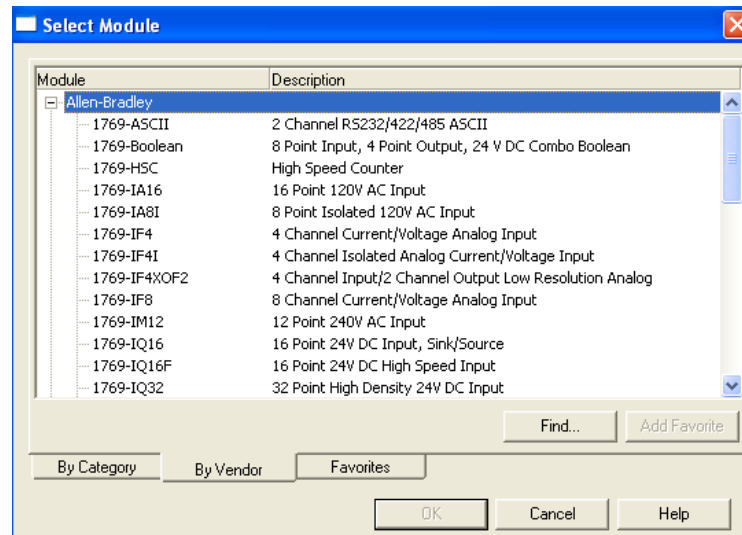 Select Module
Module Description
Allen-Bradley
1769-ASCII 2 Channel RS232/422/485 ASCII
1769-Boolean 8 Point Input, 4 Point Output, 24 V DC Combo Boolean
1769-HSC High Speed Counter
1769-IA16 16 Point 120V AC Input
1769-IA8I 8 Point Isolated 120V AC Input
1769-IF4 4 Channel Current/Voltage Analog Input
1769-IF4I 4 Channel Isolated Analog Current/Voltage Input
1769-IF4XOF2 4 Channel Input/2 Channel Output Low Resolution Analog
1769-IF8 8 Channel Current/Voltage Analog Input
1769-IM12 12 Point 240V AC Input
1769-IQ16 16 Point 24V DC Input, Sink/Source
1769-IQ16F 16 Point 24V DC High Speed Input
1769-IQ32 32 Point High Density 24V DC Input
Find... Add Favorite
By Category By Vendor Favorites
OK Cancel Help